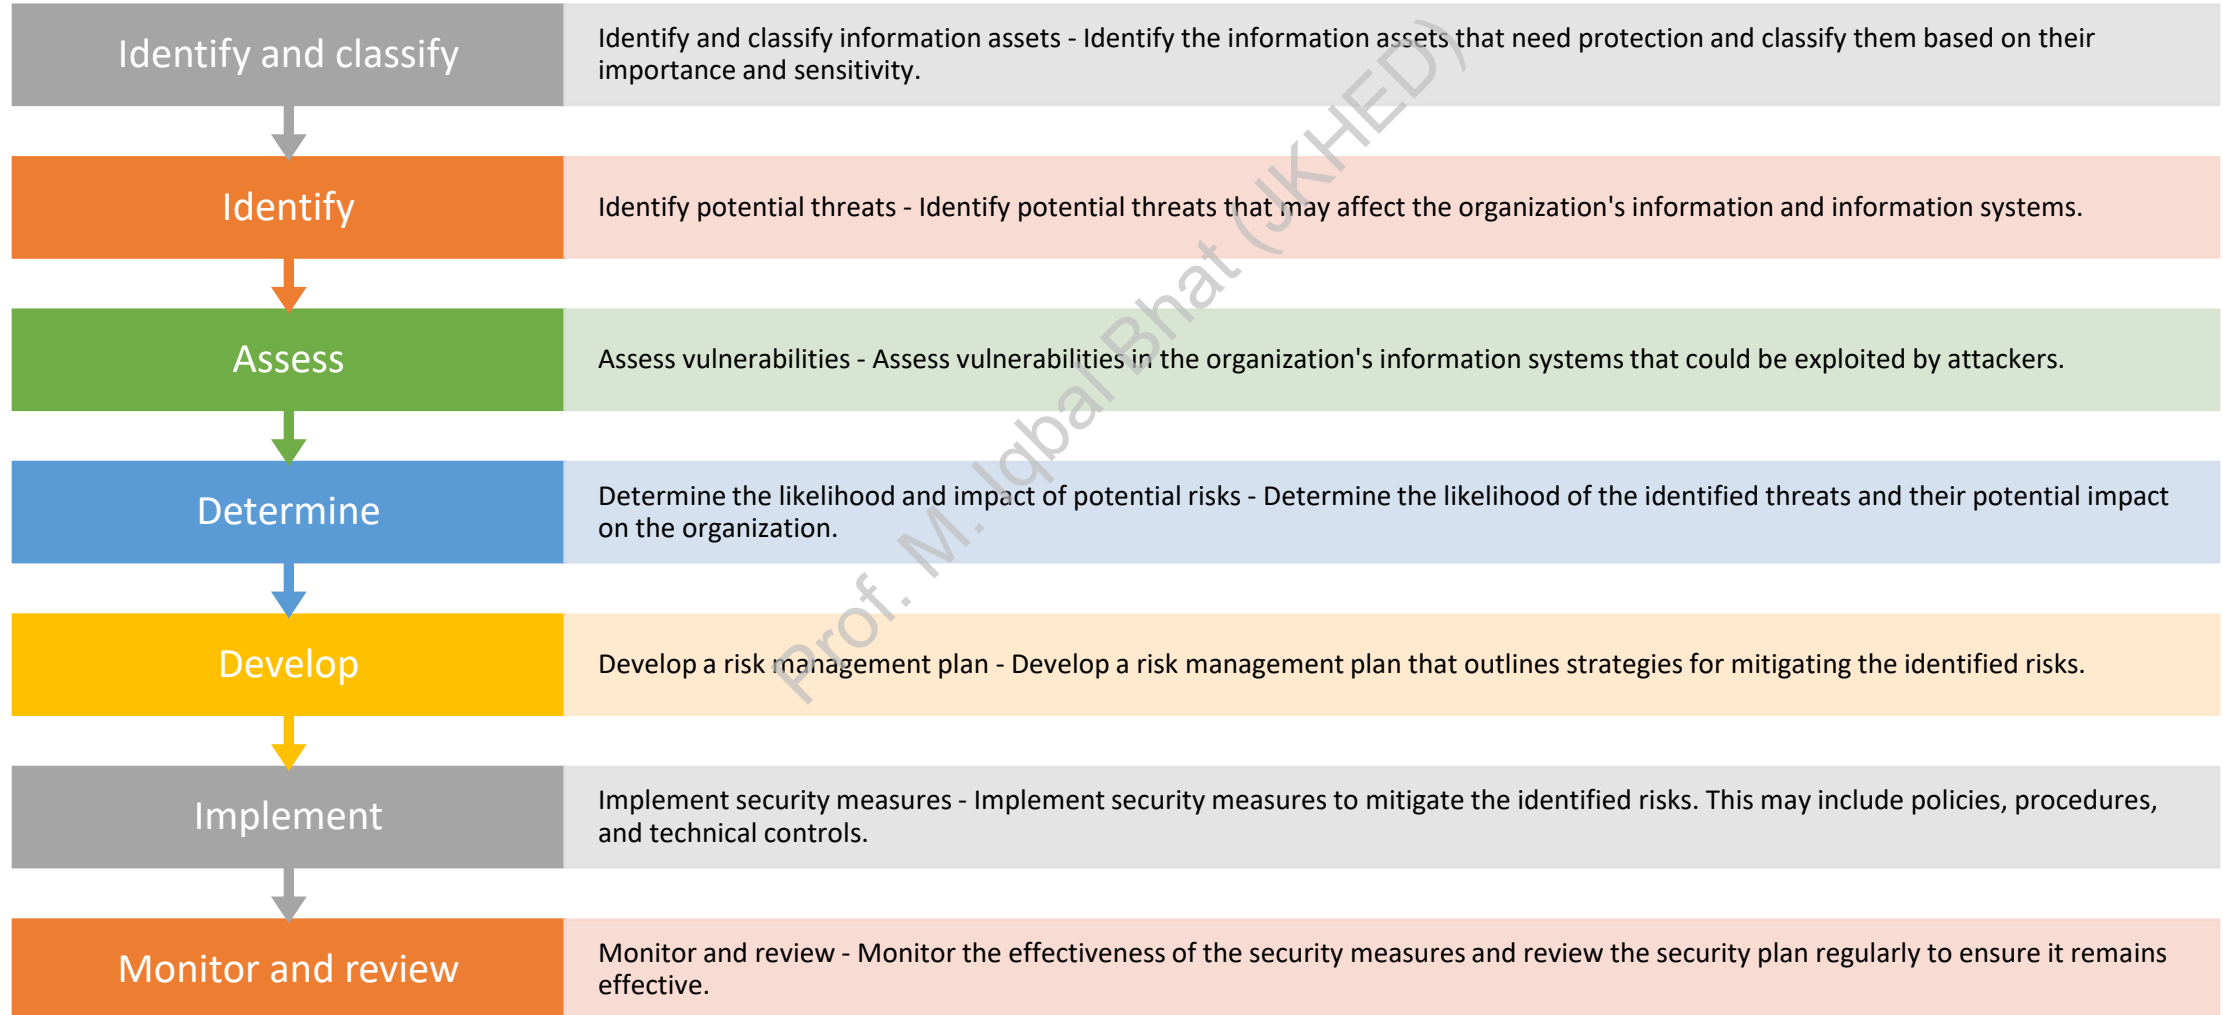 Identify and classify
Identify and classify information assets - Identify the information assets that need protection and classify them based on their
importance and sensitivity.
Identify
Identify potential threats - Identify potential threats that may affect the organization's information and information systems.
Assess
Assess vulnerabilities - Assess vulnerabilities in the organization's information systems that could be exploited by attackers.
Determine
Determine the likelihood and impact of potential risks - Determine the likelihood of the identified threats and their potential impact
on the organization.
Develop
Develop a risk management plan - Develop a risk management plan that outlines strategies for mitigating the identified risks.
Implement
Implement security measures - Implement security measures to mitigate the identified risks. This may include policies, procedures,
and technical controls.
Monitor and review
Monitor and review - Monitor the effectiveness of the security measures and review the security plan regularly to ensure it remains
effective.
Prof. M. Iqbal Bhat (JKHED)